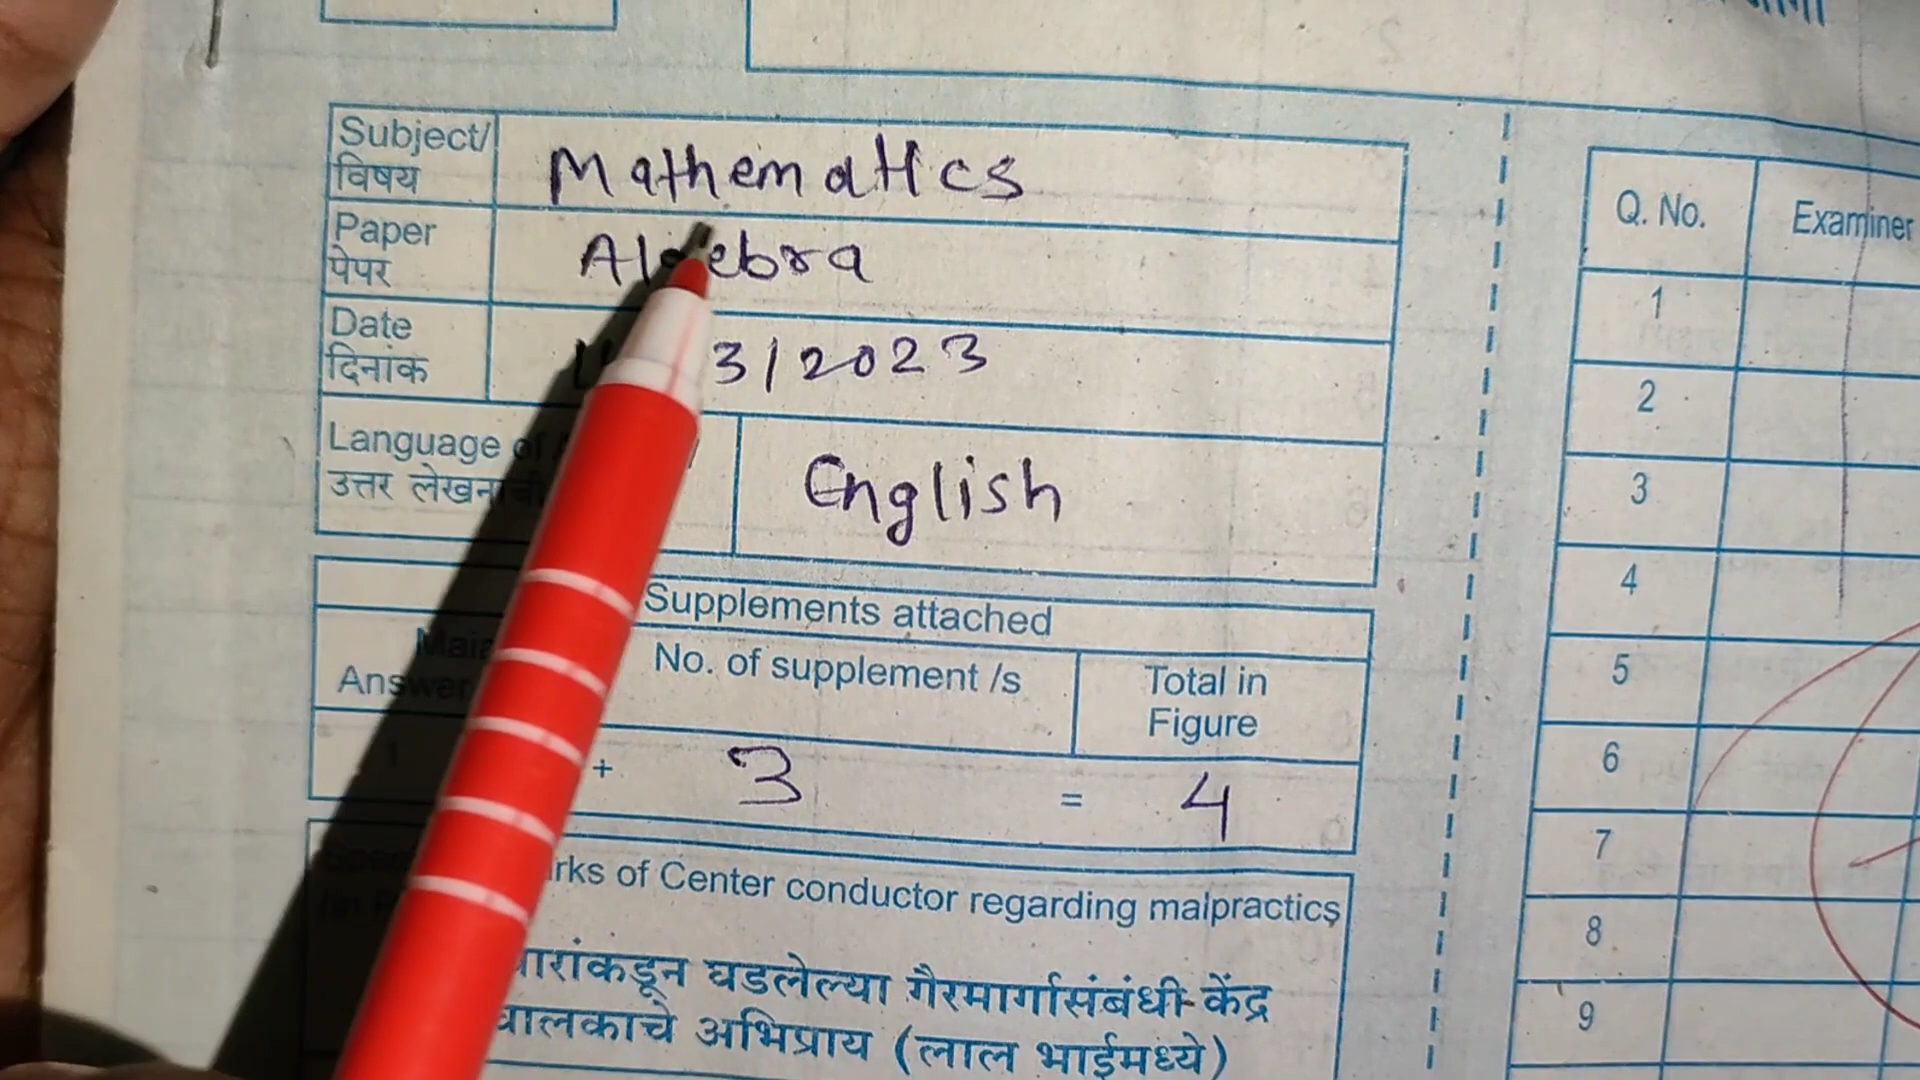 Subject/ Mathematics
विषय
Paper Algebra
पेपर
Date 3/2023
दिनांक
Language English
उत्तर
Supplements attached
Answer No. of supplement /s Total in
Figure
1 + 3 = 4
rks of Center conductor regarding malpractics
ारांकडून घडलेल्या गैरमार्गासंबंधी केंद्र
चालकाचे अभिप्राय (लाल भाईमध्ये)
Q. No. Examiner
1
2
3
4
5
6
7
8
9